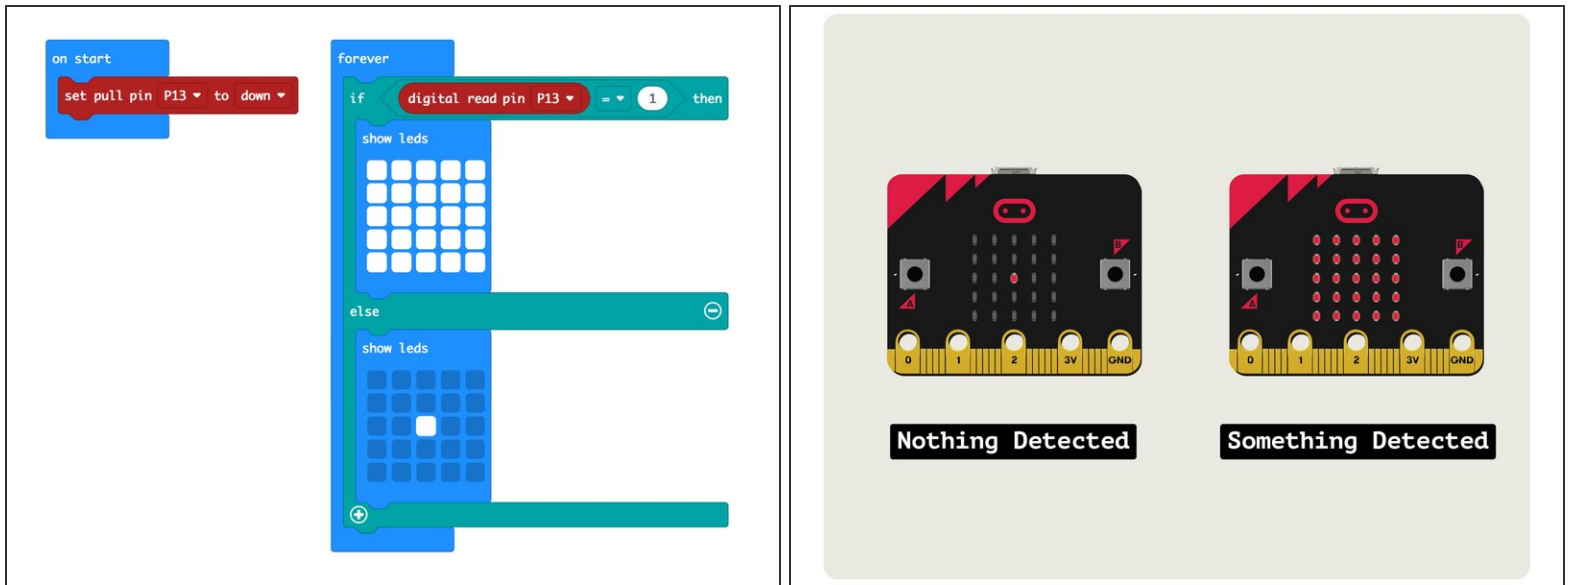 on start
set pull pin P13 to down
forever
if digital read pin P13 = 1 then
show leds
else
show leds
B
A
0 1 2 3V GND
Nothing Detected
B
A
0 1 2 3V GND
Something Detected